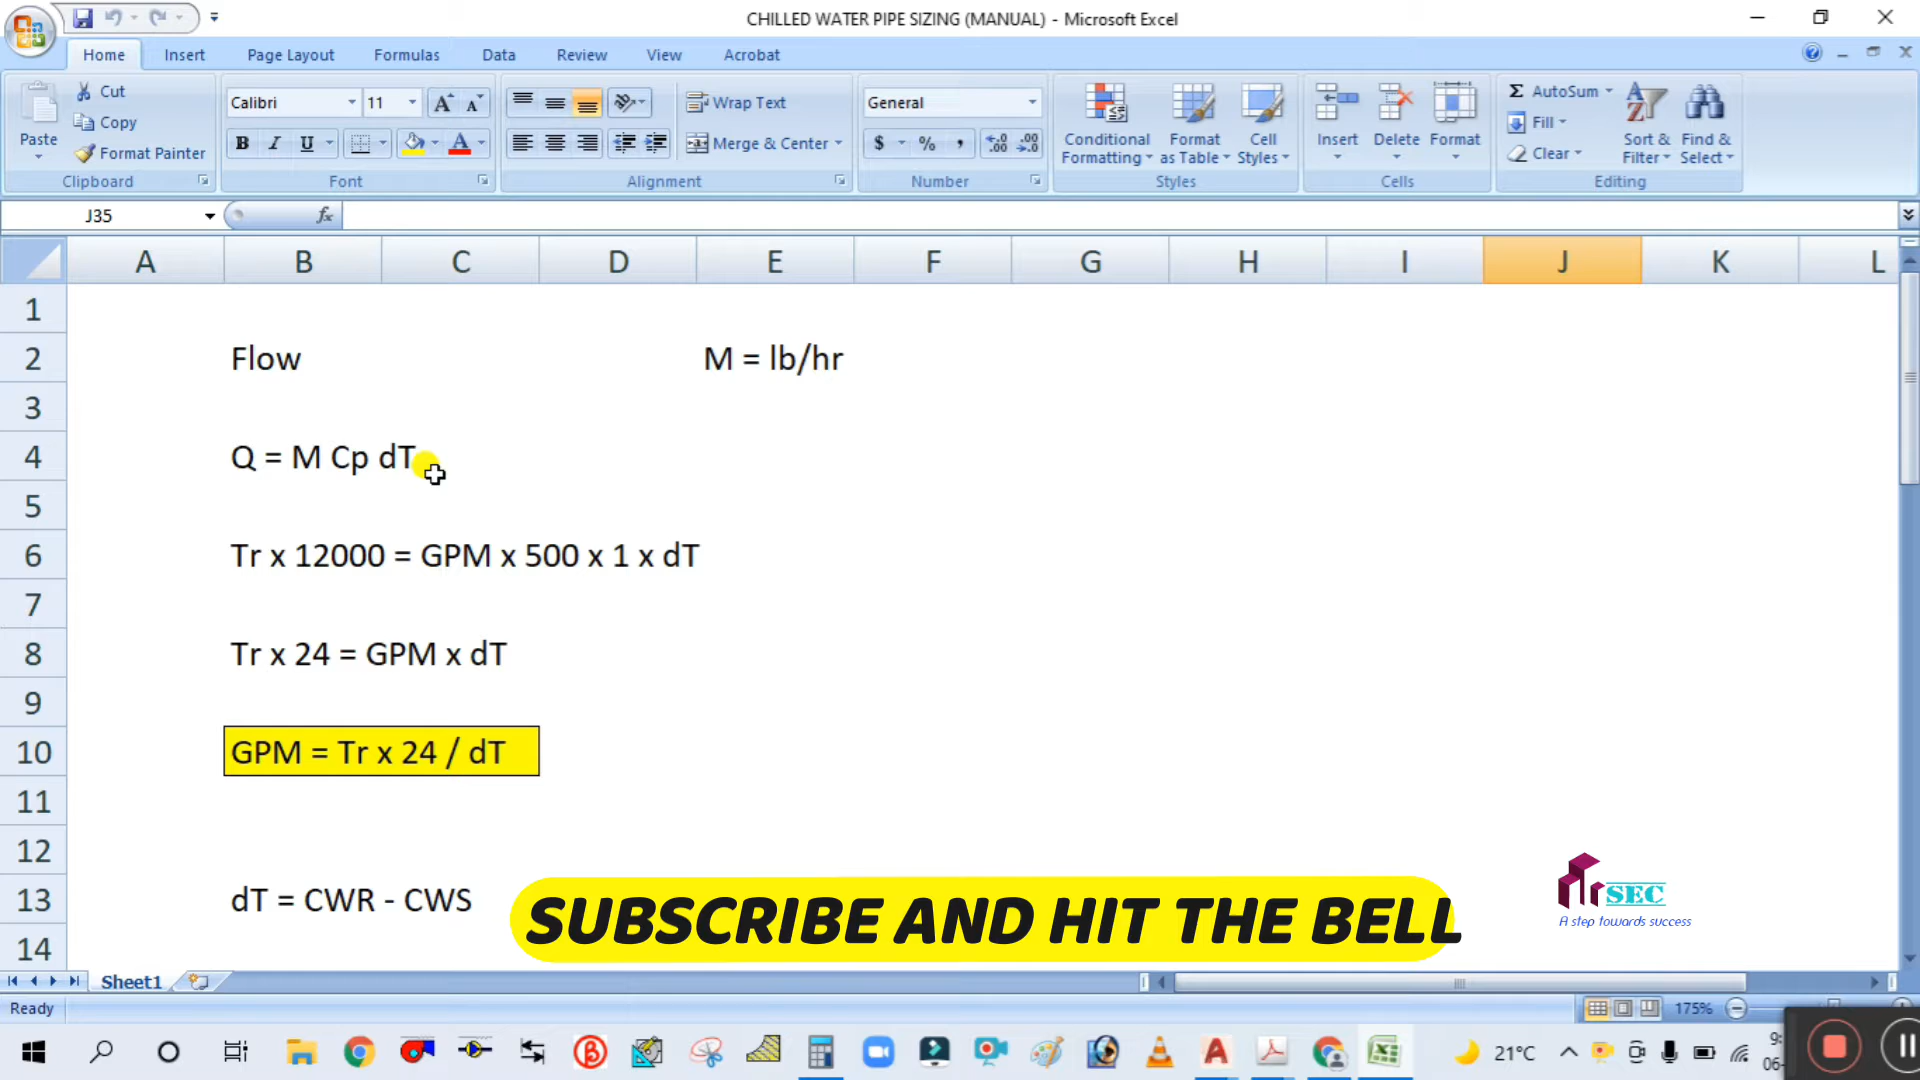 CHILLED WATER PIPE SIZING (MANUAL) - Microsoft Excel
Home Insert Page Layout Formulas Data Review View Acrobat
Paste
Cut
Copy
Format Painter
Clipboard
Calibri 11
B I U
Font
Wrap Text
Merge & Center
Alignment
General
$ % ,
Number
Conditional Formatting
Format as Table
Cell Styles
Styles
Insert Delete Format
Cells
AutoSum
Fill
Clear
Sort & Filter
Find & Select
Editing
J35 fx
A B C D E F G H I J K L
1
2 Flow M = lb/hr
3
4 Q = M Cp dT
5
6 Tr x 12000 = GPM x 500 x 1 x dT
7
8 Tr x 24 = GPM x dT
9
10 GPM = Tr x 24 / dT
11
12
13 dT = CWR - CWS
14
SUBSCRIBE AND HIT THE BELL
SEC
A step towards success
Sheet1
Ready 175%
21°C